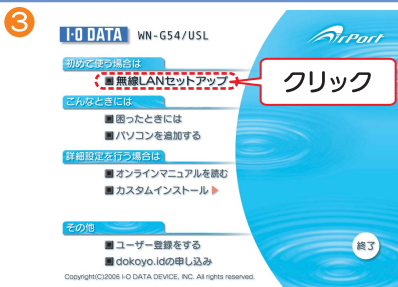 3
I-O DATA WN-G54/USL
AirPort
初めて使う場合は
無線LANセットアップ
クリック
こんなときには
困ったときには
パソコンを追加する
詳細設定を行う場合は
オンラインマニュアルを読む
カスタムインストール
その他
ユーザー登録をする
dokoyo.idの申し込み
終了
Copyright(C)2006 I-O DATA DEVICE, INC. All rights reserved.